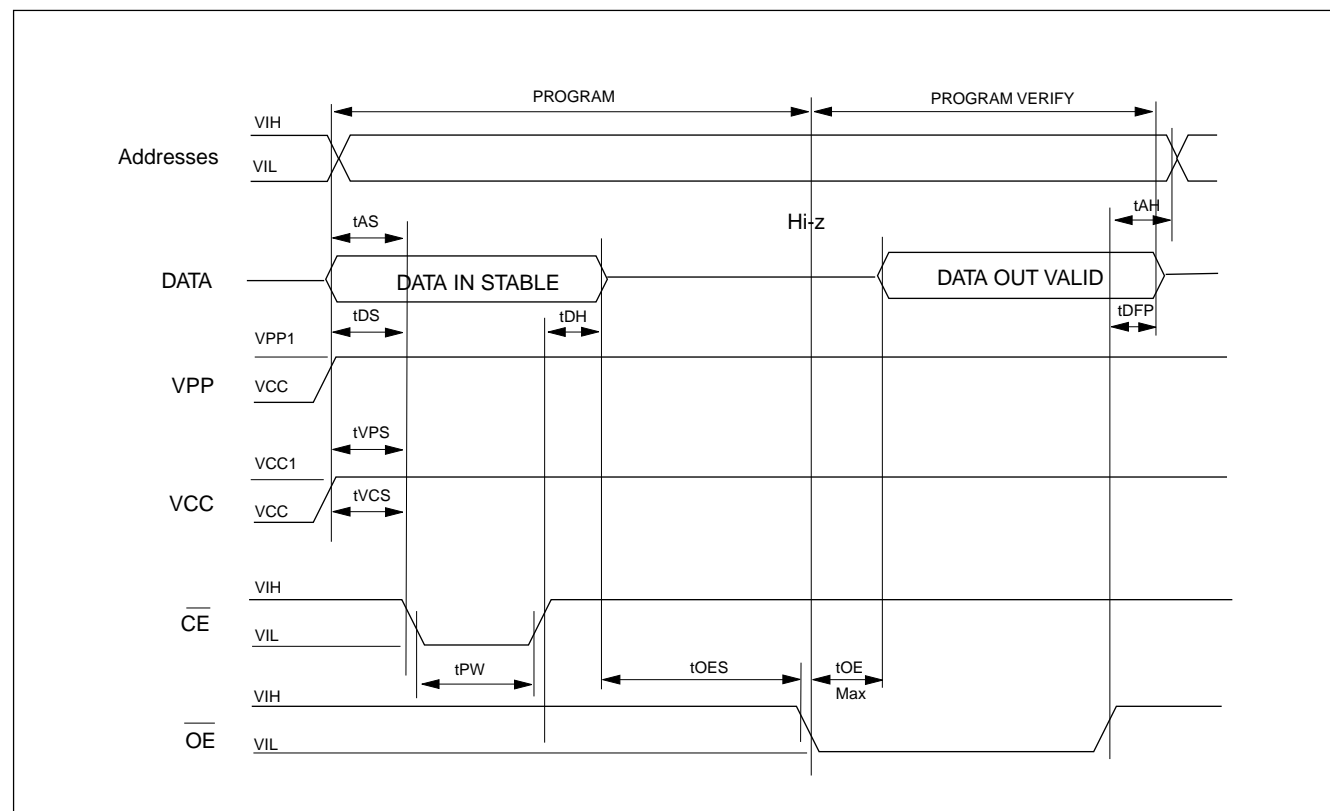 PROGRAM
PROGRAM VERIFY
VIH
Addresses
VIL
tAS
Hi-z
tAH
DATA
DATA IN STABLE
DATA OUT VALID
tDS
tDH
tDFP
VPP1
VPP
VCC
tVPS
VCC1
VCC
VCC
tVCS
VIH
CE
VIL
tPW
tOES
tOE
Max
VIH
OE
VIL